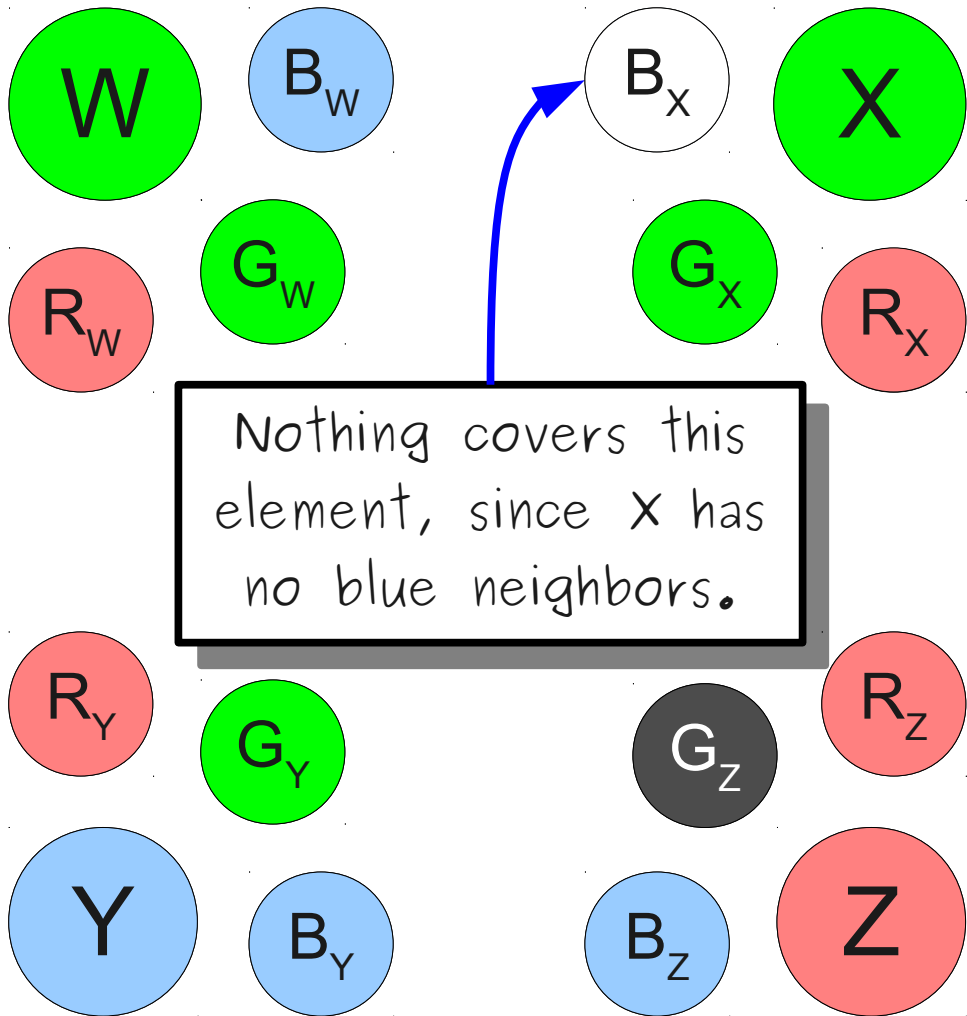 W B_W B_X X
G_W G_X
R_W R_X
Nothing covers this
element, since X has
no blue neighbors.
R_Y R_Z
G_Y G_Z
Y B_Y B_Z Z